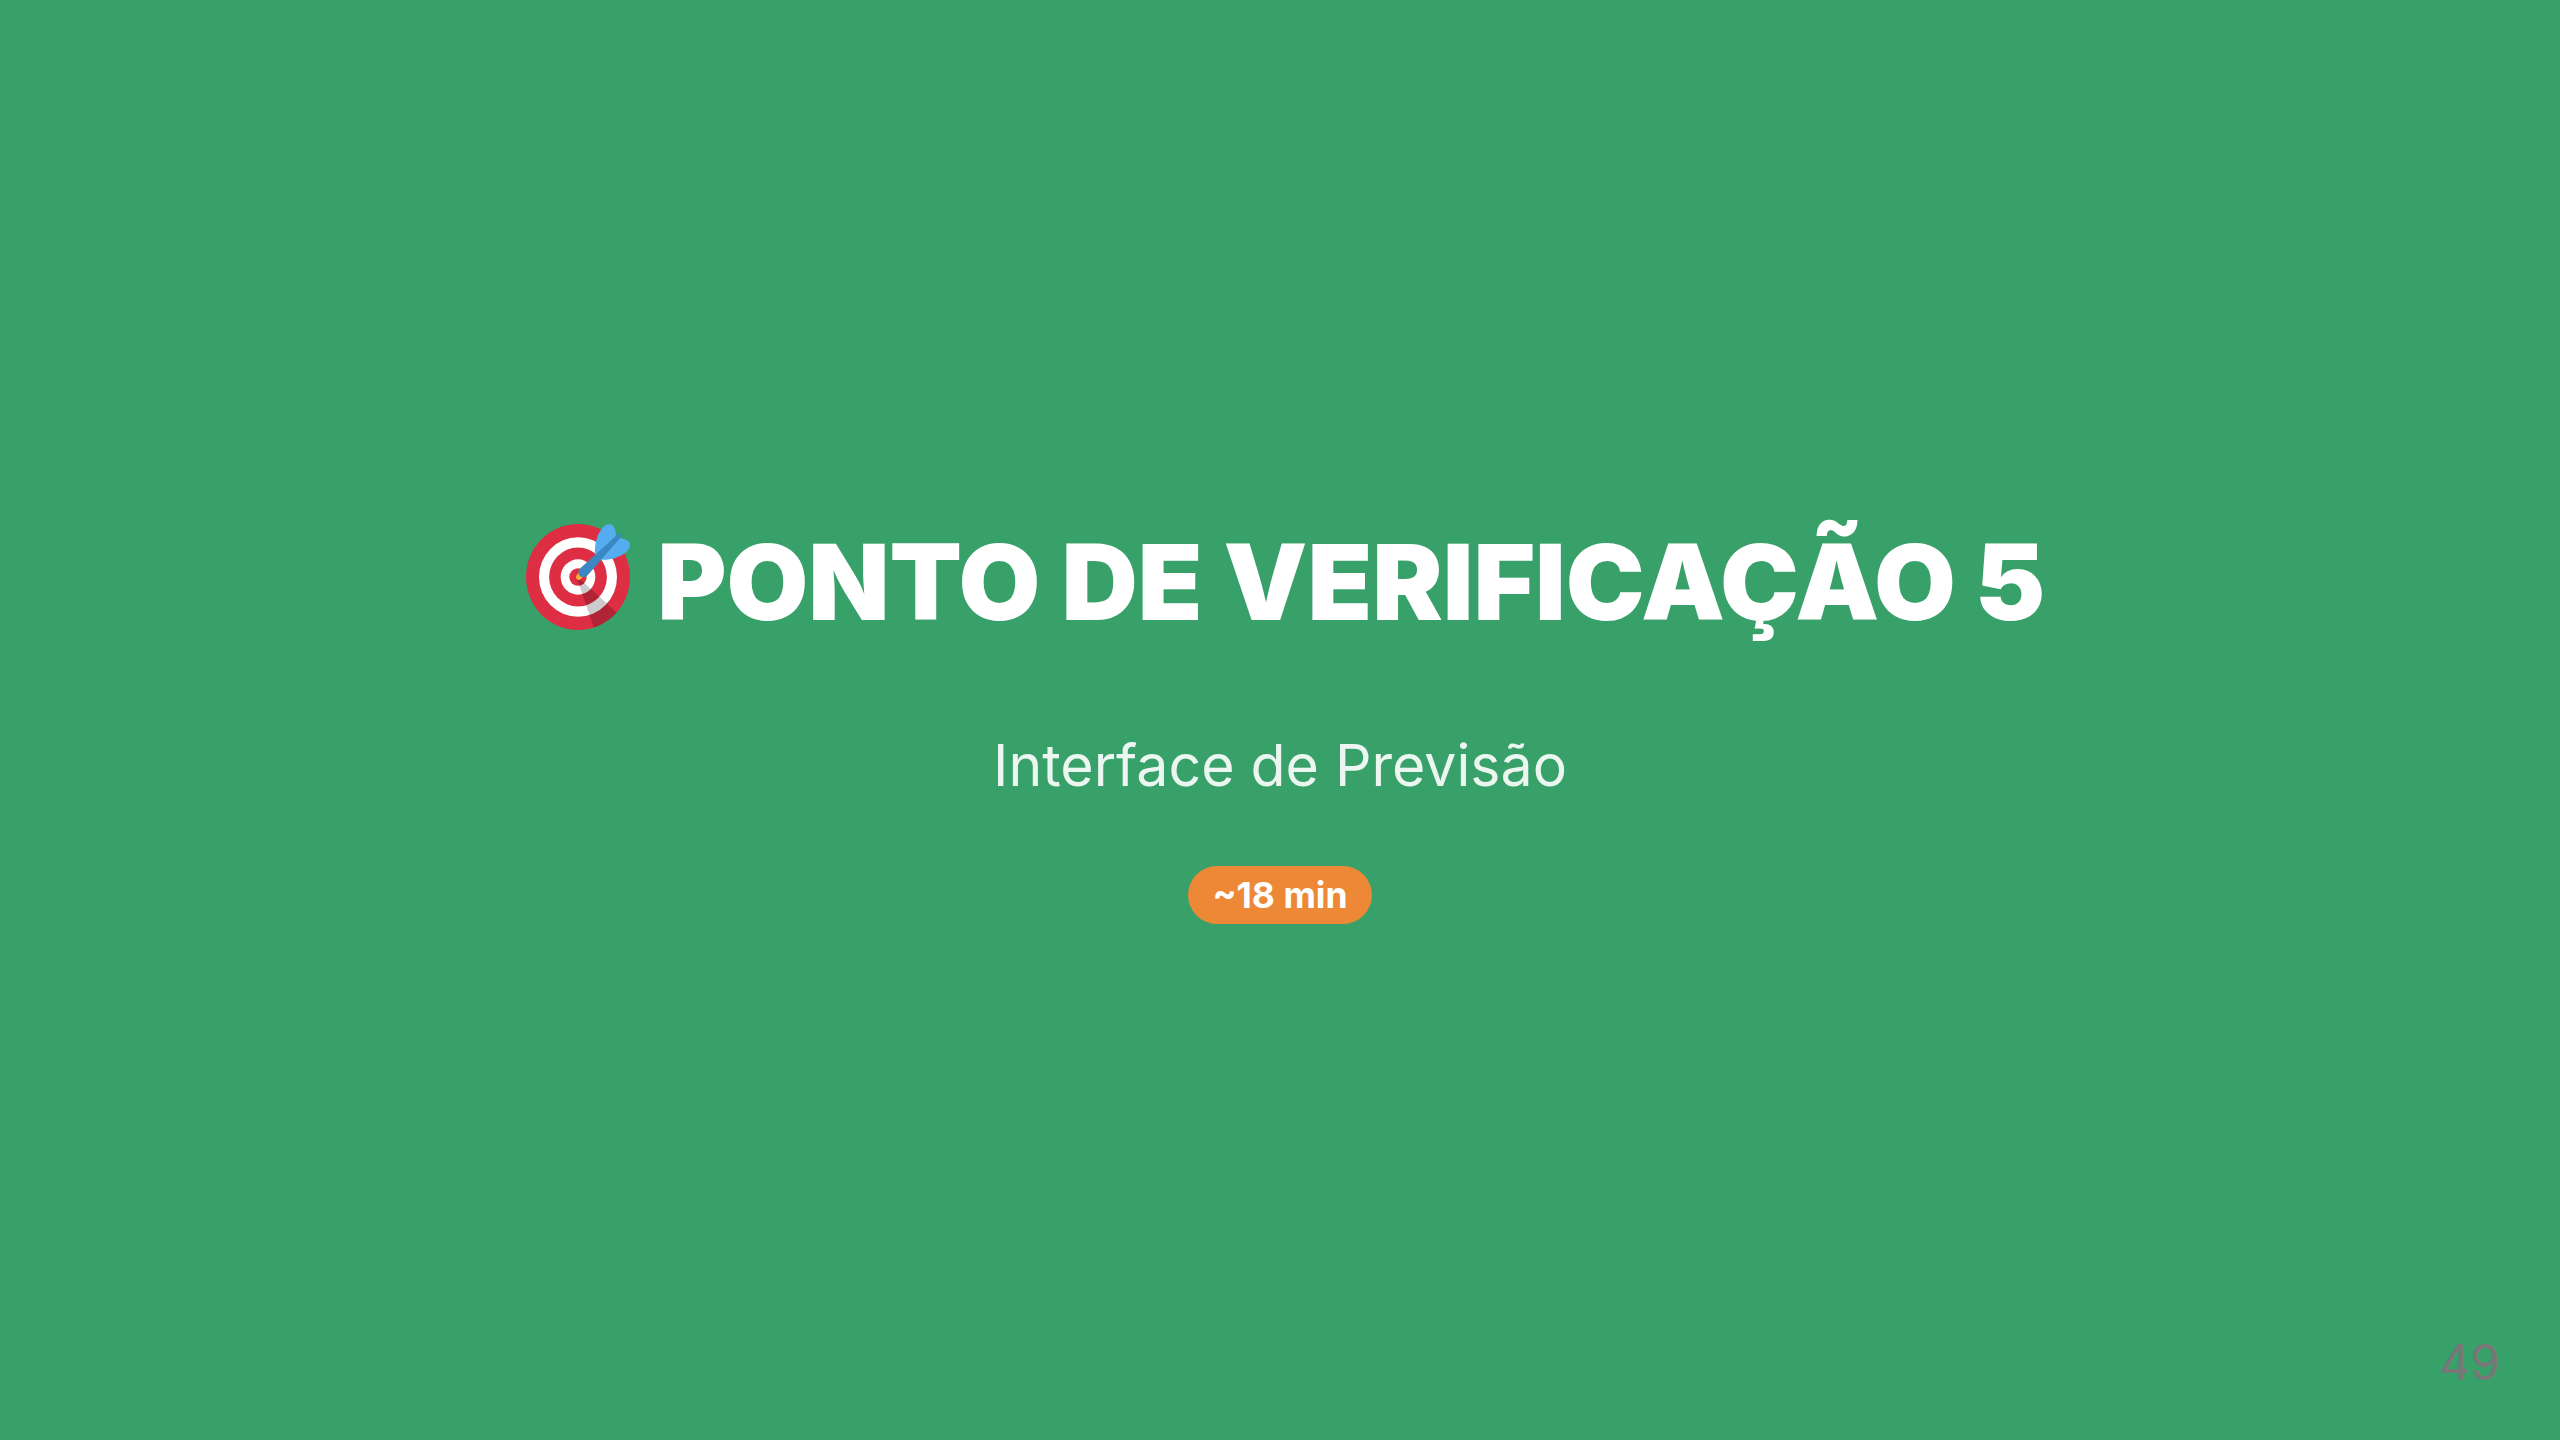 PONTO DE VERIFICAÇÃO 5
Interface de Previsão
~18 min
49